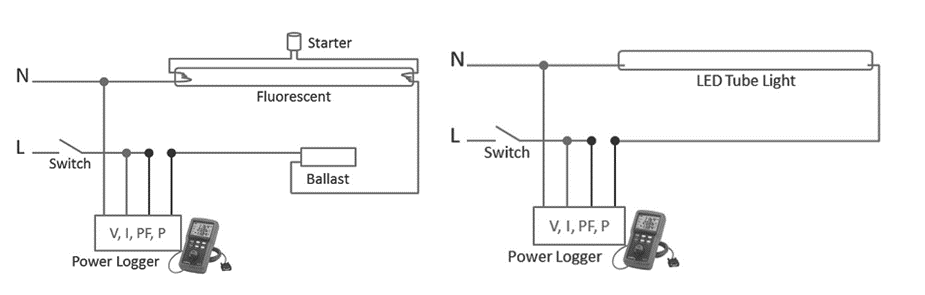 Starter
N
Fluorescent
L
Switch
Ballast
V, I, PF, P
Power Logger
N
LED Tube Light
L
Switch
V, I, PF, P
Power Logger